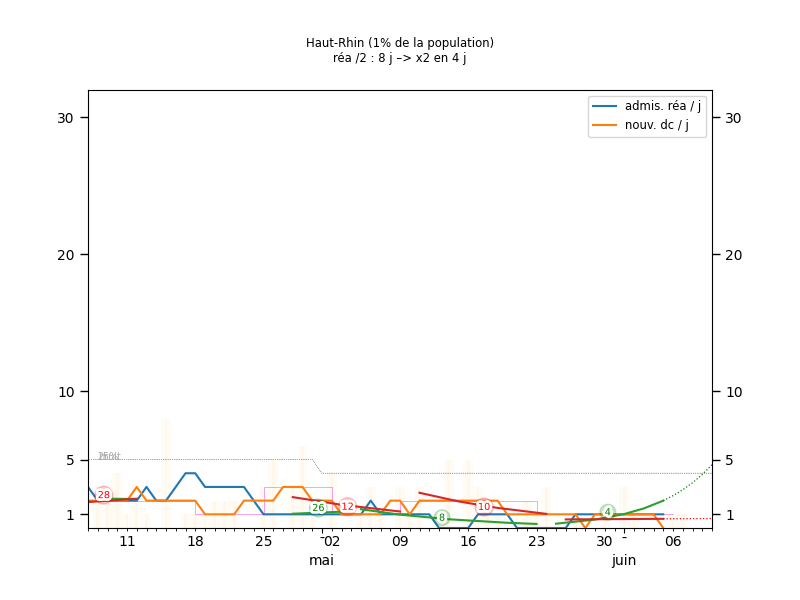 Haut-Rhin (1% de la population)
réa /2 : 8 j –> x2 en 4 j
30 30
admis. réa / j
nouv. dc / j
20 20
10 10
5 5
28 26 12 8 10 4
1 1
11 18 25 02 09 16 23 30 06
mai juin